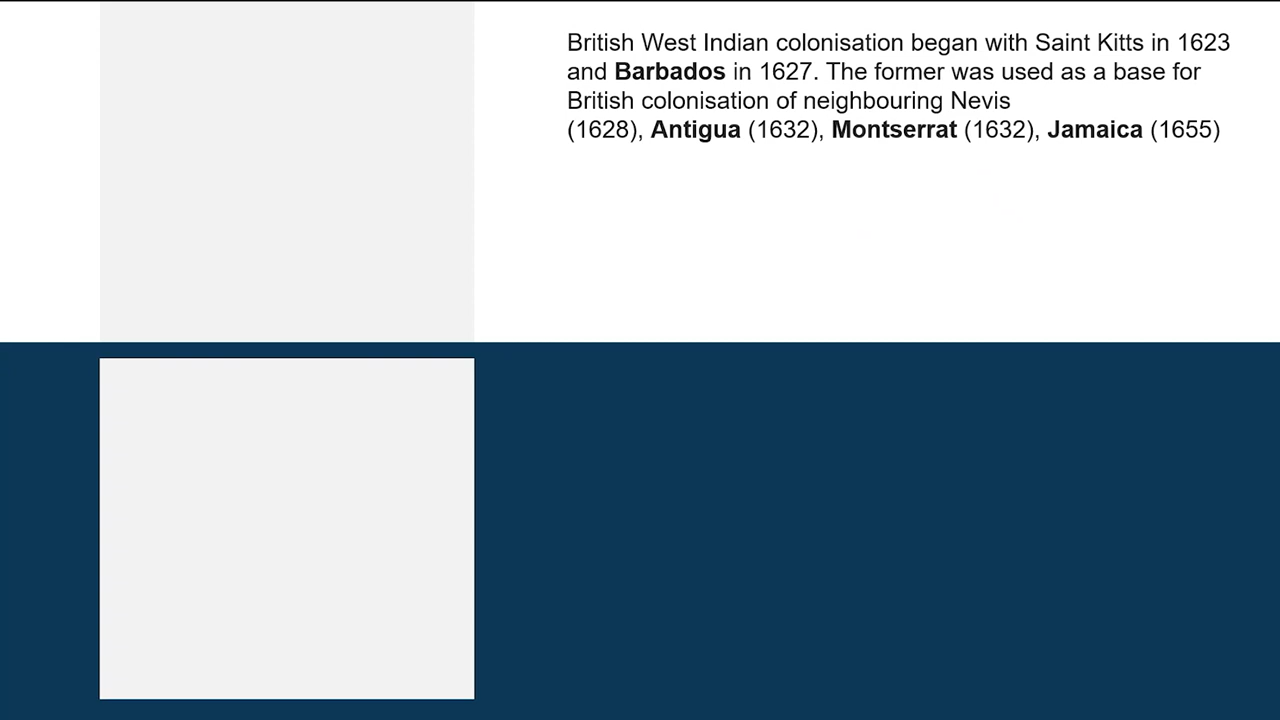 British West Indian colonisation began with Saint Kitts in 1623
and Barbados in 1627. The former was used as a base for
British colonisation of neighbouring Nevis
(1628), Antigua (1632), Montserrat (1632), Jamaica (1655)